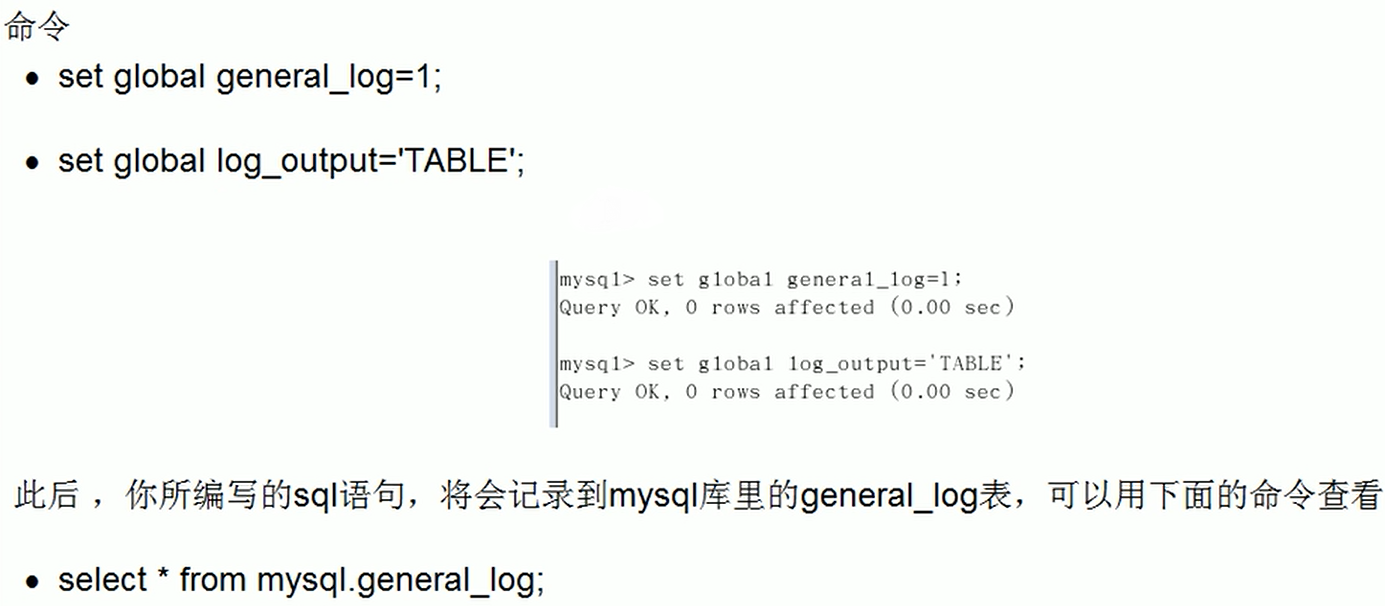 命令
• set global general_log=1;
• set global log_output='TABLE';
mysql> set global general_log=1;
Query OK, 0 rows affected (0.00 sec)
mysql> set global log_output='TABLE';
Query OK, 0 rows affected (0.00 sec)
此后 ，你所编写的sql语句，将会记录到mysql库里的general_log表，可以用下面的命令查看
• select * from mysql.general_log;